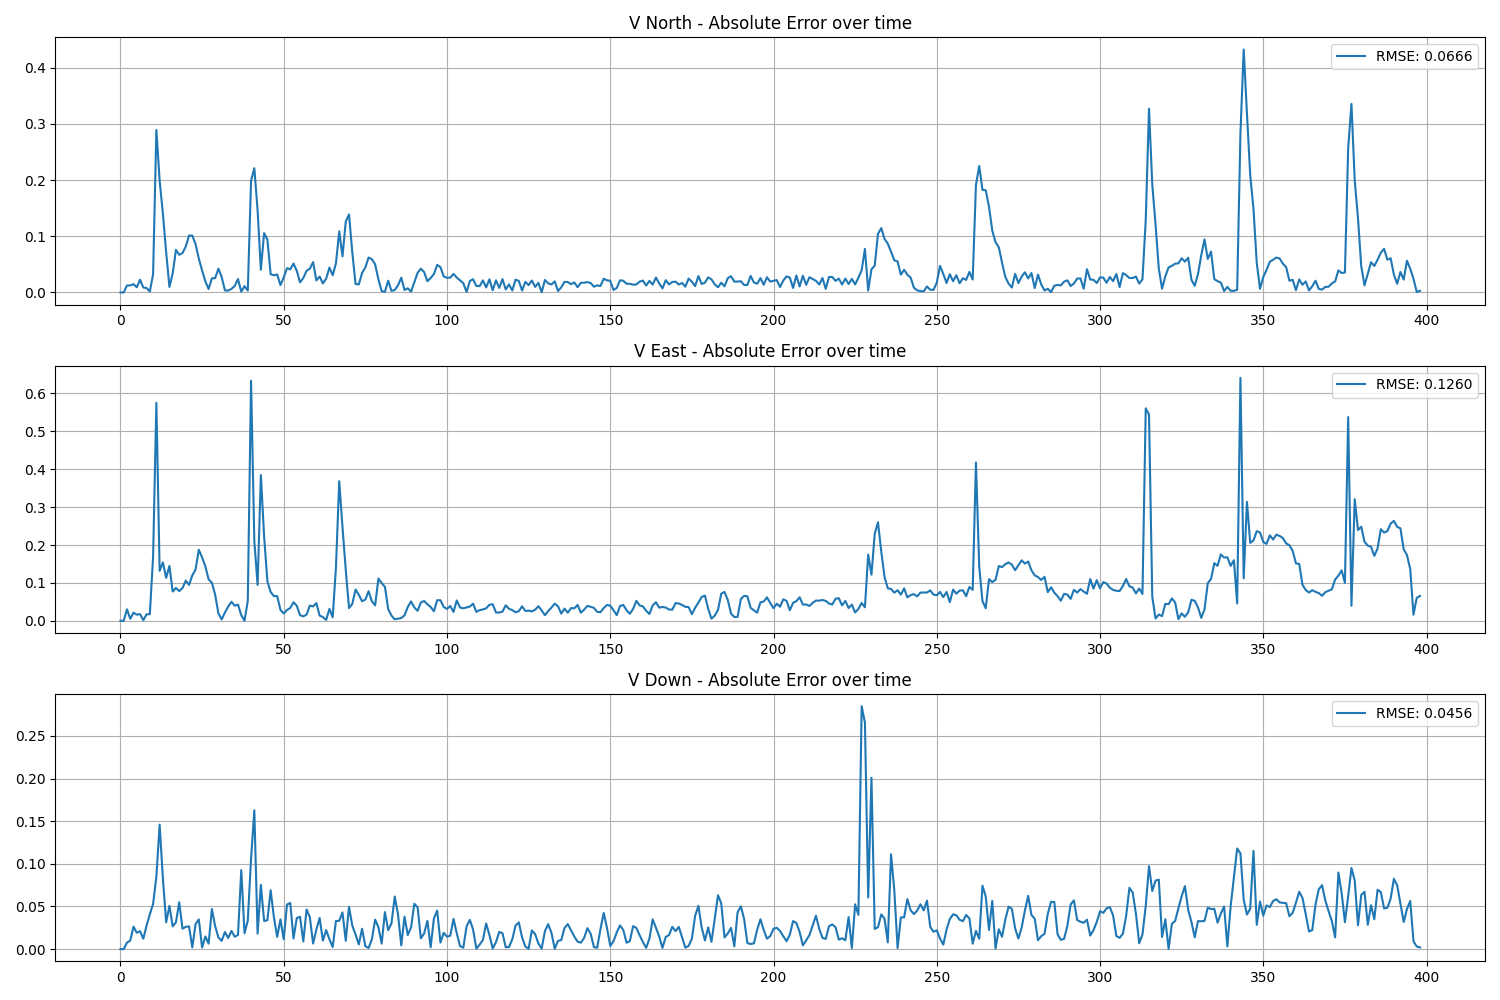 V North - Absolute Error over time
RMSE: 0.0666
0.4
0.3
0.2
0.1
0.0
0 50 100 150 200 250 300 350 400
V East - Absolute Error over time
RMSE: 0.1260
0.6
0.5
0.4
0.3
0.2
0.1
0.0
0 50 100 150 200 250 300 350 400
V Down - Absolute Error over time
RMSE: 0.0456
0.25
0.20
0.15
0.10
0.05
0.00
0 50 100 150 200 250 300 350 400